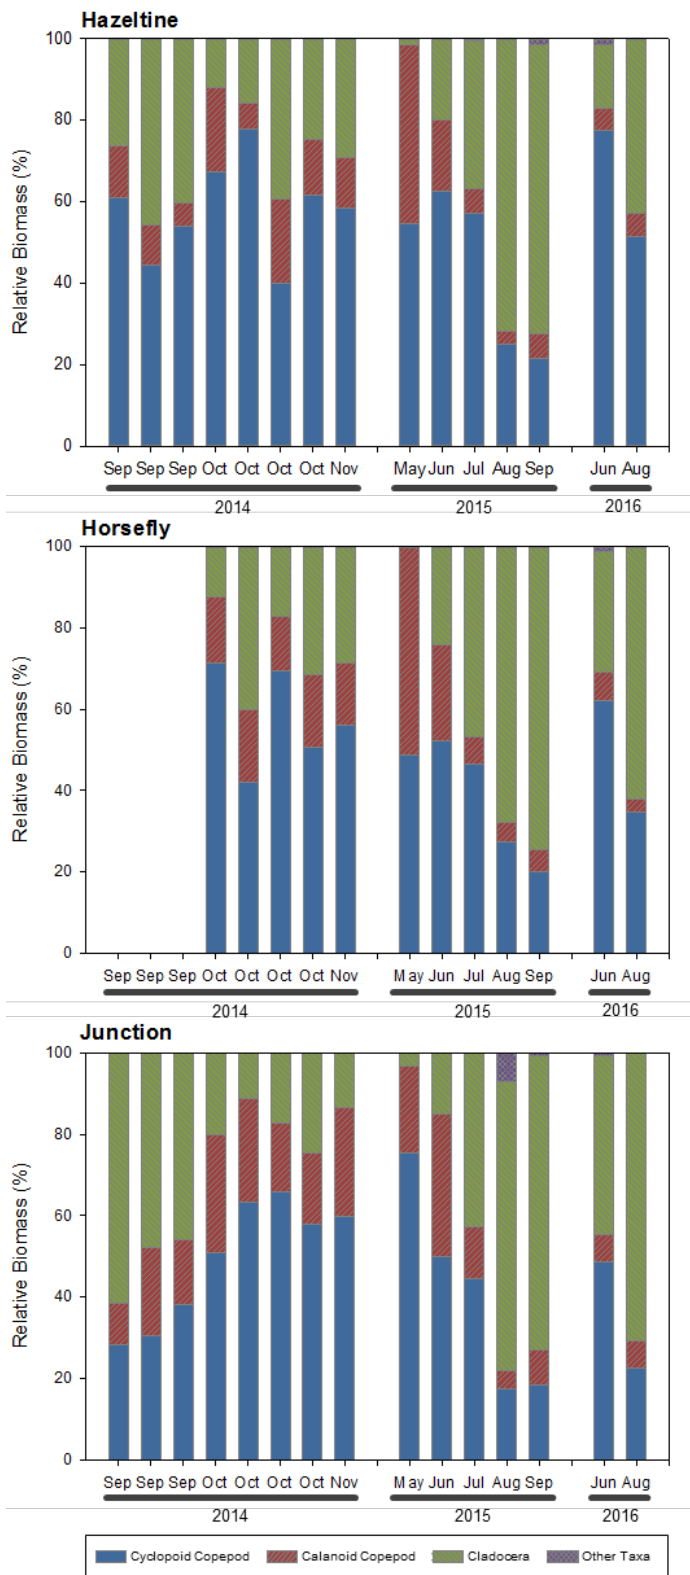 Hazeltine
Relative Biomass (%)
100
80
60
40
20
0
Sep Sep Sep Oct Oct Oct Oct Nov May Jun Jul Aug Sep Jun Aug
2014 2015 2016
Horsefly
Relative Biomass (%)
100
80
60
40
20
0
Sep Sep Sep Oct Oct Oct Oct Nov May Jun Jul Aug Sep Jun Aug
2014 2015 2016
Junction
Relative Biomass (%)
100
80
60
40
20
0
Sep Sep Sep Oct Oct Oct Oct Nov May Jun Jul Aug Sep Jun Aug
2014 2015 2016
Cyclopoid Copepod Calanoid Copepod Cladocera Other Taxa